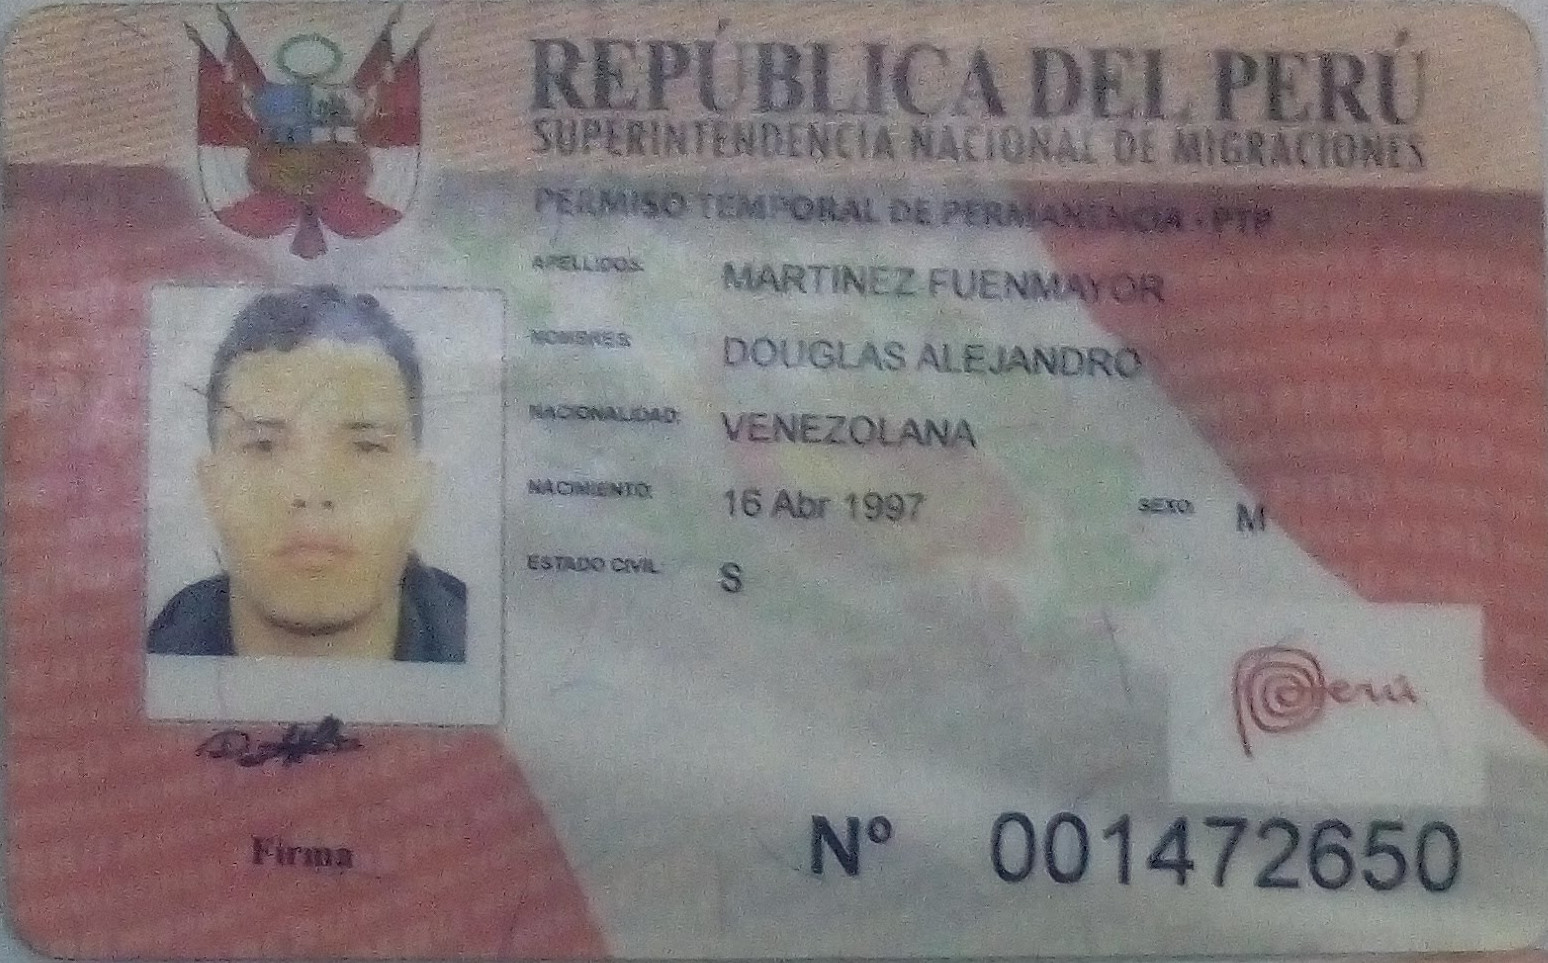 REPÚBLICA DEL PERÚ
SUPERINTENDENCIA NACIONAL DE MIGRACIONES
PERMISO TEMPORAL DE PERMANENCIA - PTP
APELLIDOS: MARTINEZ FUENMAYOR
NOMBRES: DOUGLAS ALEJANDRO
NACIONALIDAD: VENEZOLANA
NACIMIENTO: 16 Abr 1997 SEXO: M
ESTADO CIVIL: S
Perú
Firma
Nº 001472650